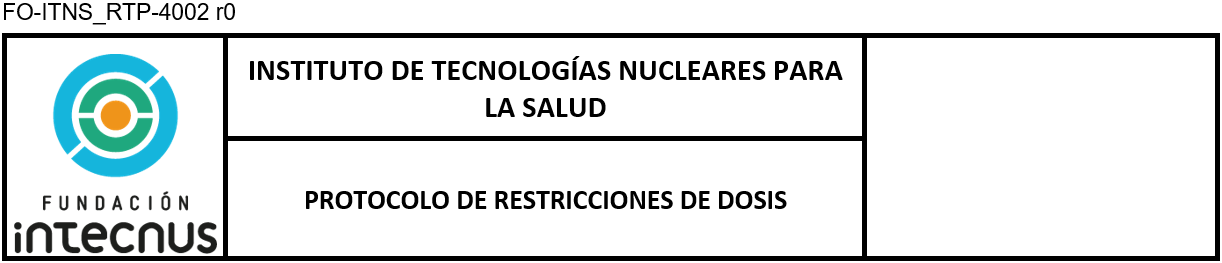 FO-ITNS_RTP-4002 r0
INSTITUTO DE TECNOLOGÍAS NUCLEARES PARA
LA SALUD
FUNDACIÓN
intecnus
PROTOCOLO DE RESTRICCIONES DE DOSIS